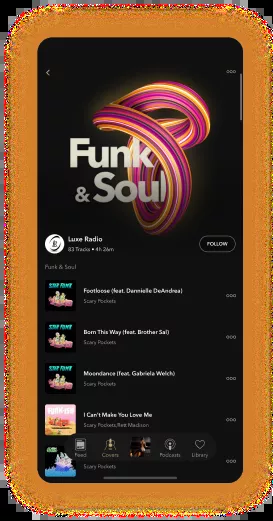 Funk
& Soul
Luxe Radio
83 Tracks • 4h 26m
FOLLOW
Funk & Soul
Footloose (feat. Dannielle DeAndrea)
Scary Pockets
Born This Way (feat. Brother Sal)
Scary Pockets
Moondance (feat. Gabriela Welch)
Scary Pockets
I Can't Make You Love Me
Scary Pockets/Rett Madison
Feed
Covers
Podcasts
Library
Scary Pockets